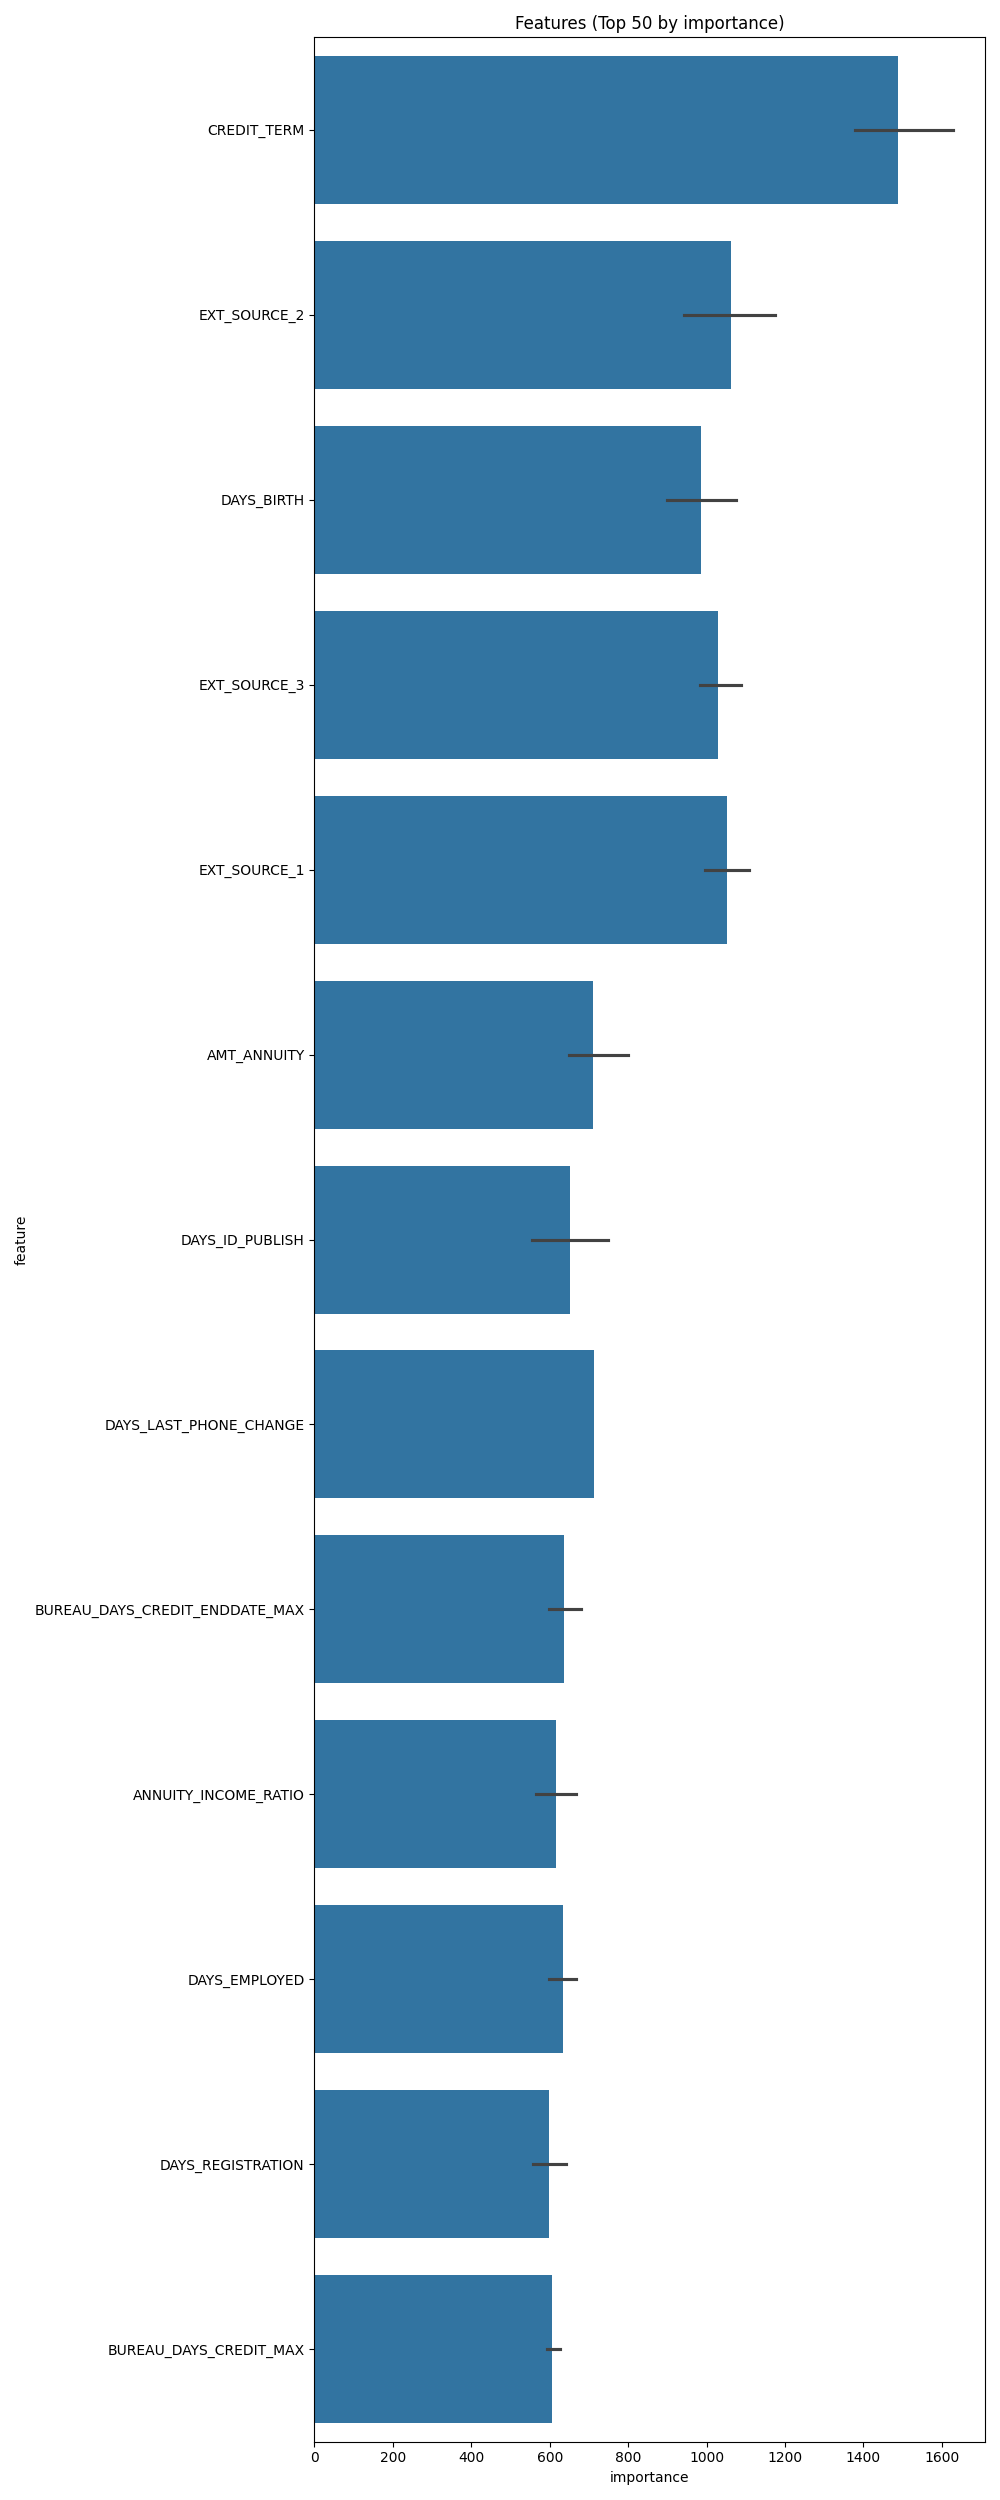 Features (Top 50 by importance)
CREDIT_TERM
EXT_SOURCE_2
DAYS_BIRTH
EXT_SOURCE_3
EXT_SOURCE_1
AMT_ANNUITY
DAYS_ID_PUBLISH
feature
DAYS_LAST_PHONE_CHANGE
BUREAU_DAYS_CREDIT_ENDDATE_MAX
ANNUITY_INCOME_RATIO
DAYS_EMPLOYED
DAYS_REGISTRATION
BUREAU_DAYS_CREDIT_MAX
0 200 400 600 800 1000 1200 1400 1600
importance